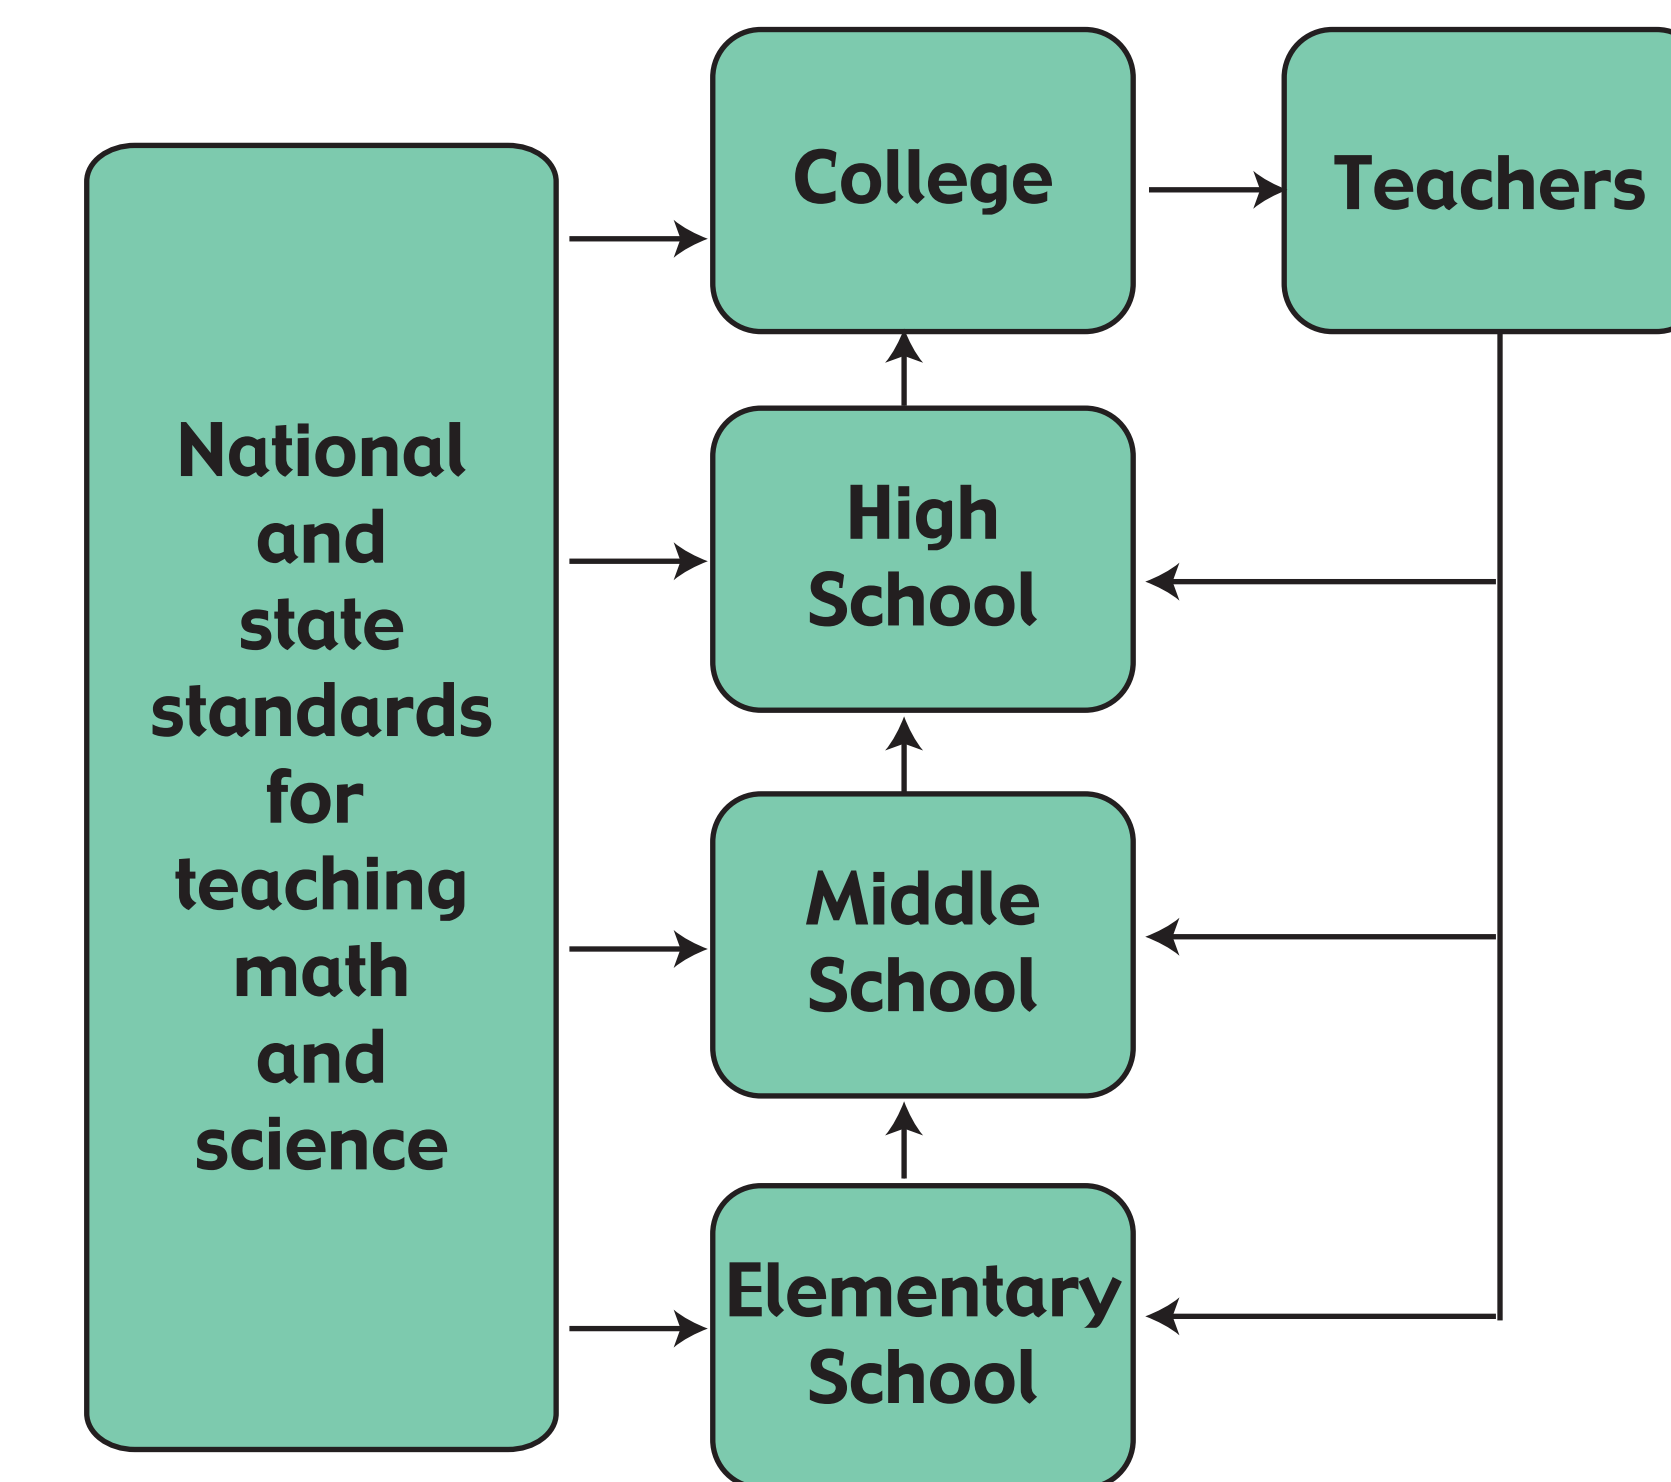 National
and
state
standards
for
teaching
math
and
science
College
Teachers
High
School
Middle
School
Elementary
School